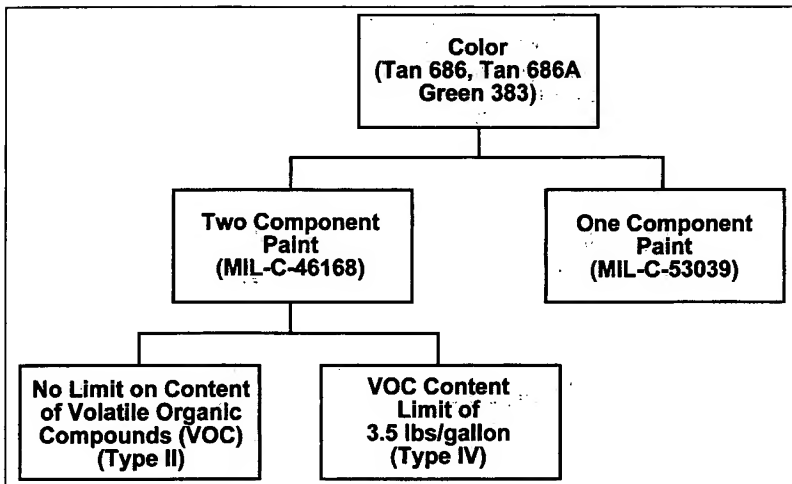 Color
(Tan 686, Tan 686A
Green 383)
Two Component
Paint
(MIL-C-46168)
One Component
Paint
(MIL-C-53039)
No Limit on Content
of Volatile Organic
Compounds (VOC)
(Type II)
VOC Content
Limit of
3.5 lbs/gallon
(Type IV)